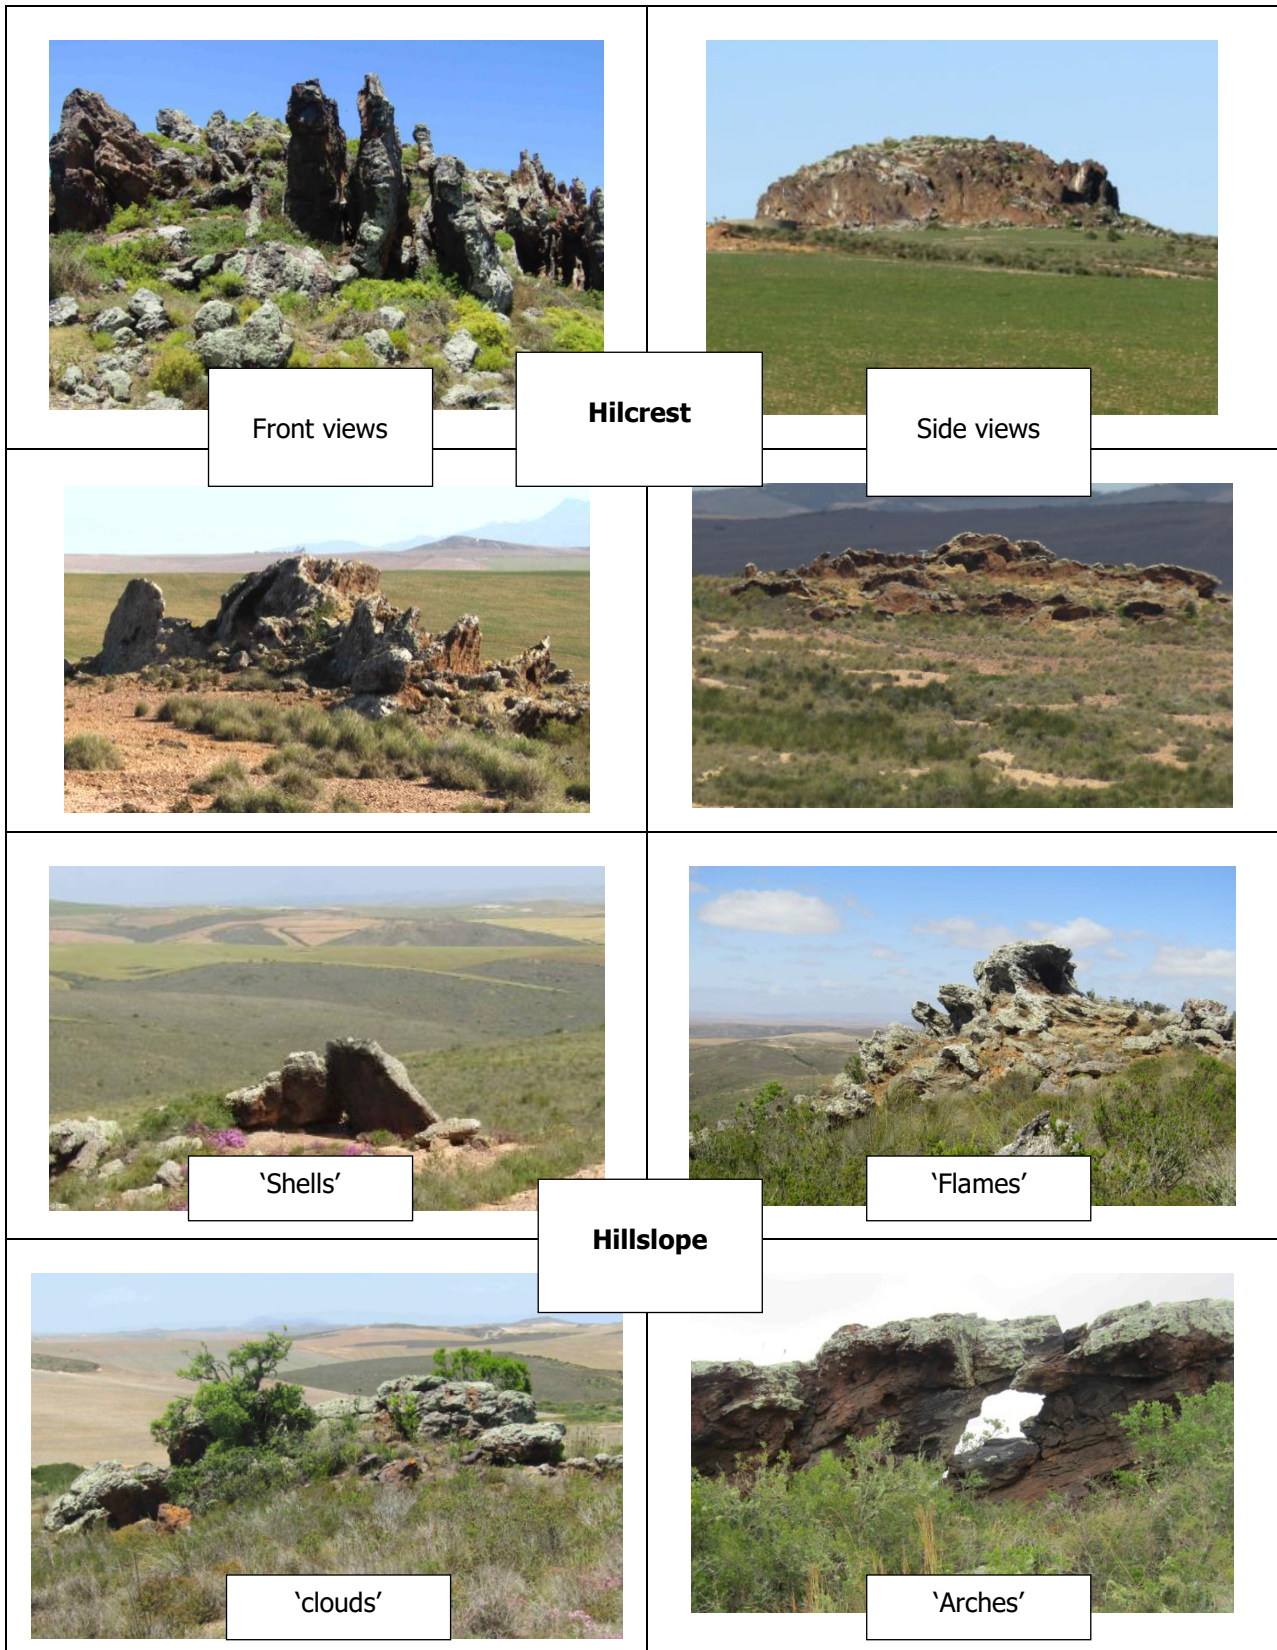 Front views
Hilcrest
Side views
‘Shells’
‘Flames’
Hillslope
‘clouds’
‘Arches’